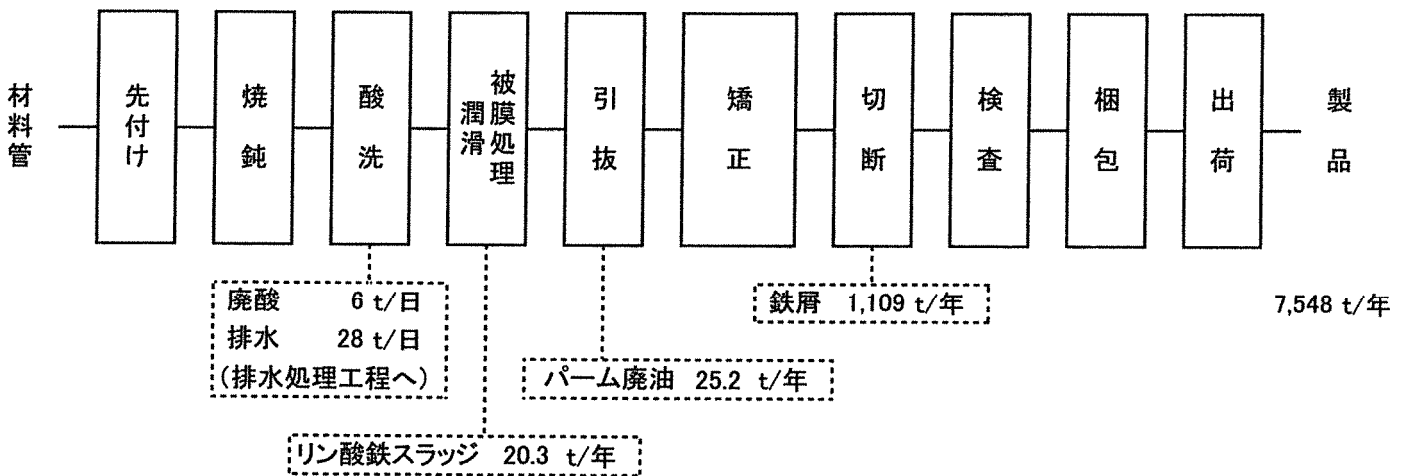 材料管
先付け
焼鈍
酸洗
被膜処理
潤滑
引抜
矯正
切断
検査
梱包
出荷
製品
廃酸 6 t/日
排水 28 t/日
(排水処理工程へ)
リン酸鉄スラッジ 20.3 t/年
パーム廃油 25.2 t/年
鉄屑 1,109 t/年
7,548 t/年